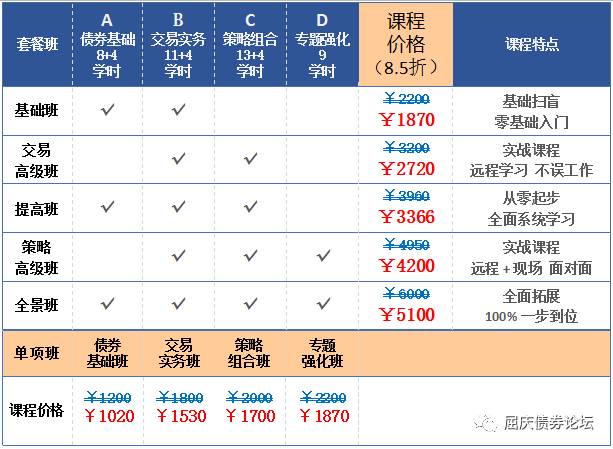 套餐班
A
债券基础
8+4
学时
B
交易实务
11+4
学时
C
策略组合
13+4
学时
D
专题强化
9
学时
课程
价格
（8.5折）
课程特点
基础班 ✓ ✓ ￥2200
￥1870
基础扫盲
零基础入门
交易
高级班
✓ ✓ ￥3200
￥2720
实战课程
远程学习 不误工作
提高班 ✓ ✓ ✓ ￥3960
￥3366
从零起步
全面系统学习
策略
高级班
✓ ✓ ✓ ￥4950
￥4200
实战课程
远程+现场 面对面
全景班 ✓ ✓ ✓ ✓ ￥6000
￥5100
全面拓展
100% 一步到位
单项班
债券
基础班
交易
实务班
策略
组合班
专题
强化班
课程价格
￥1200
￥1020
￥1800
￥1530
￥2000
￥1700
￥2200
￥1870
屈庆债券论坛